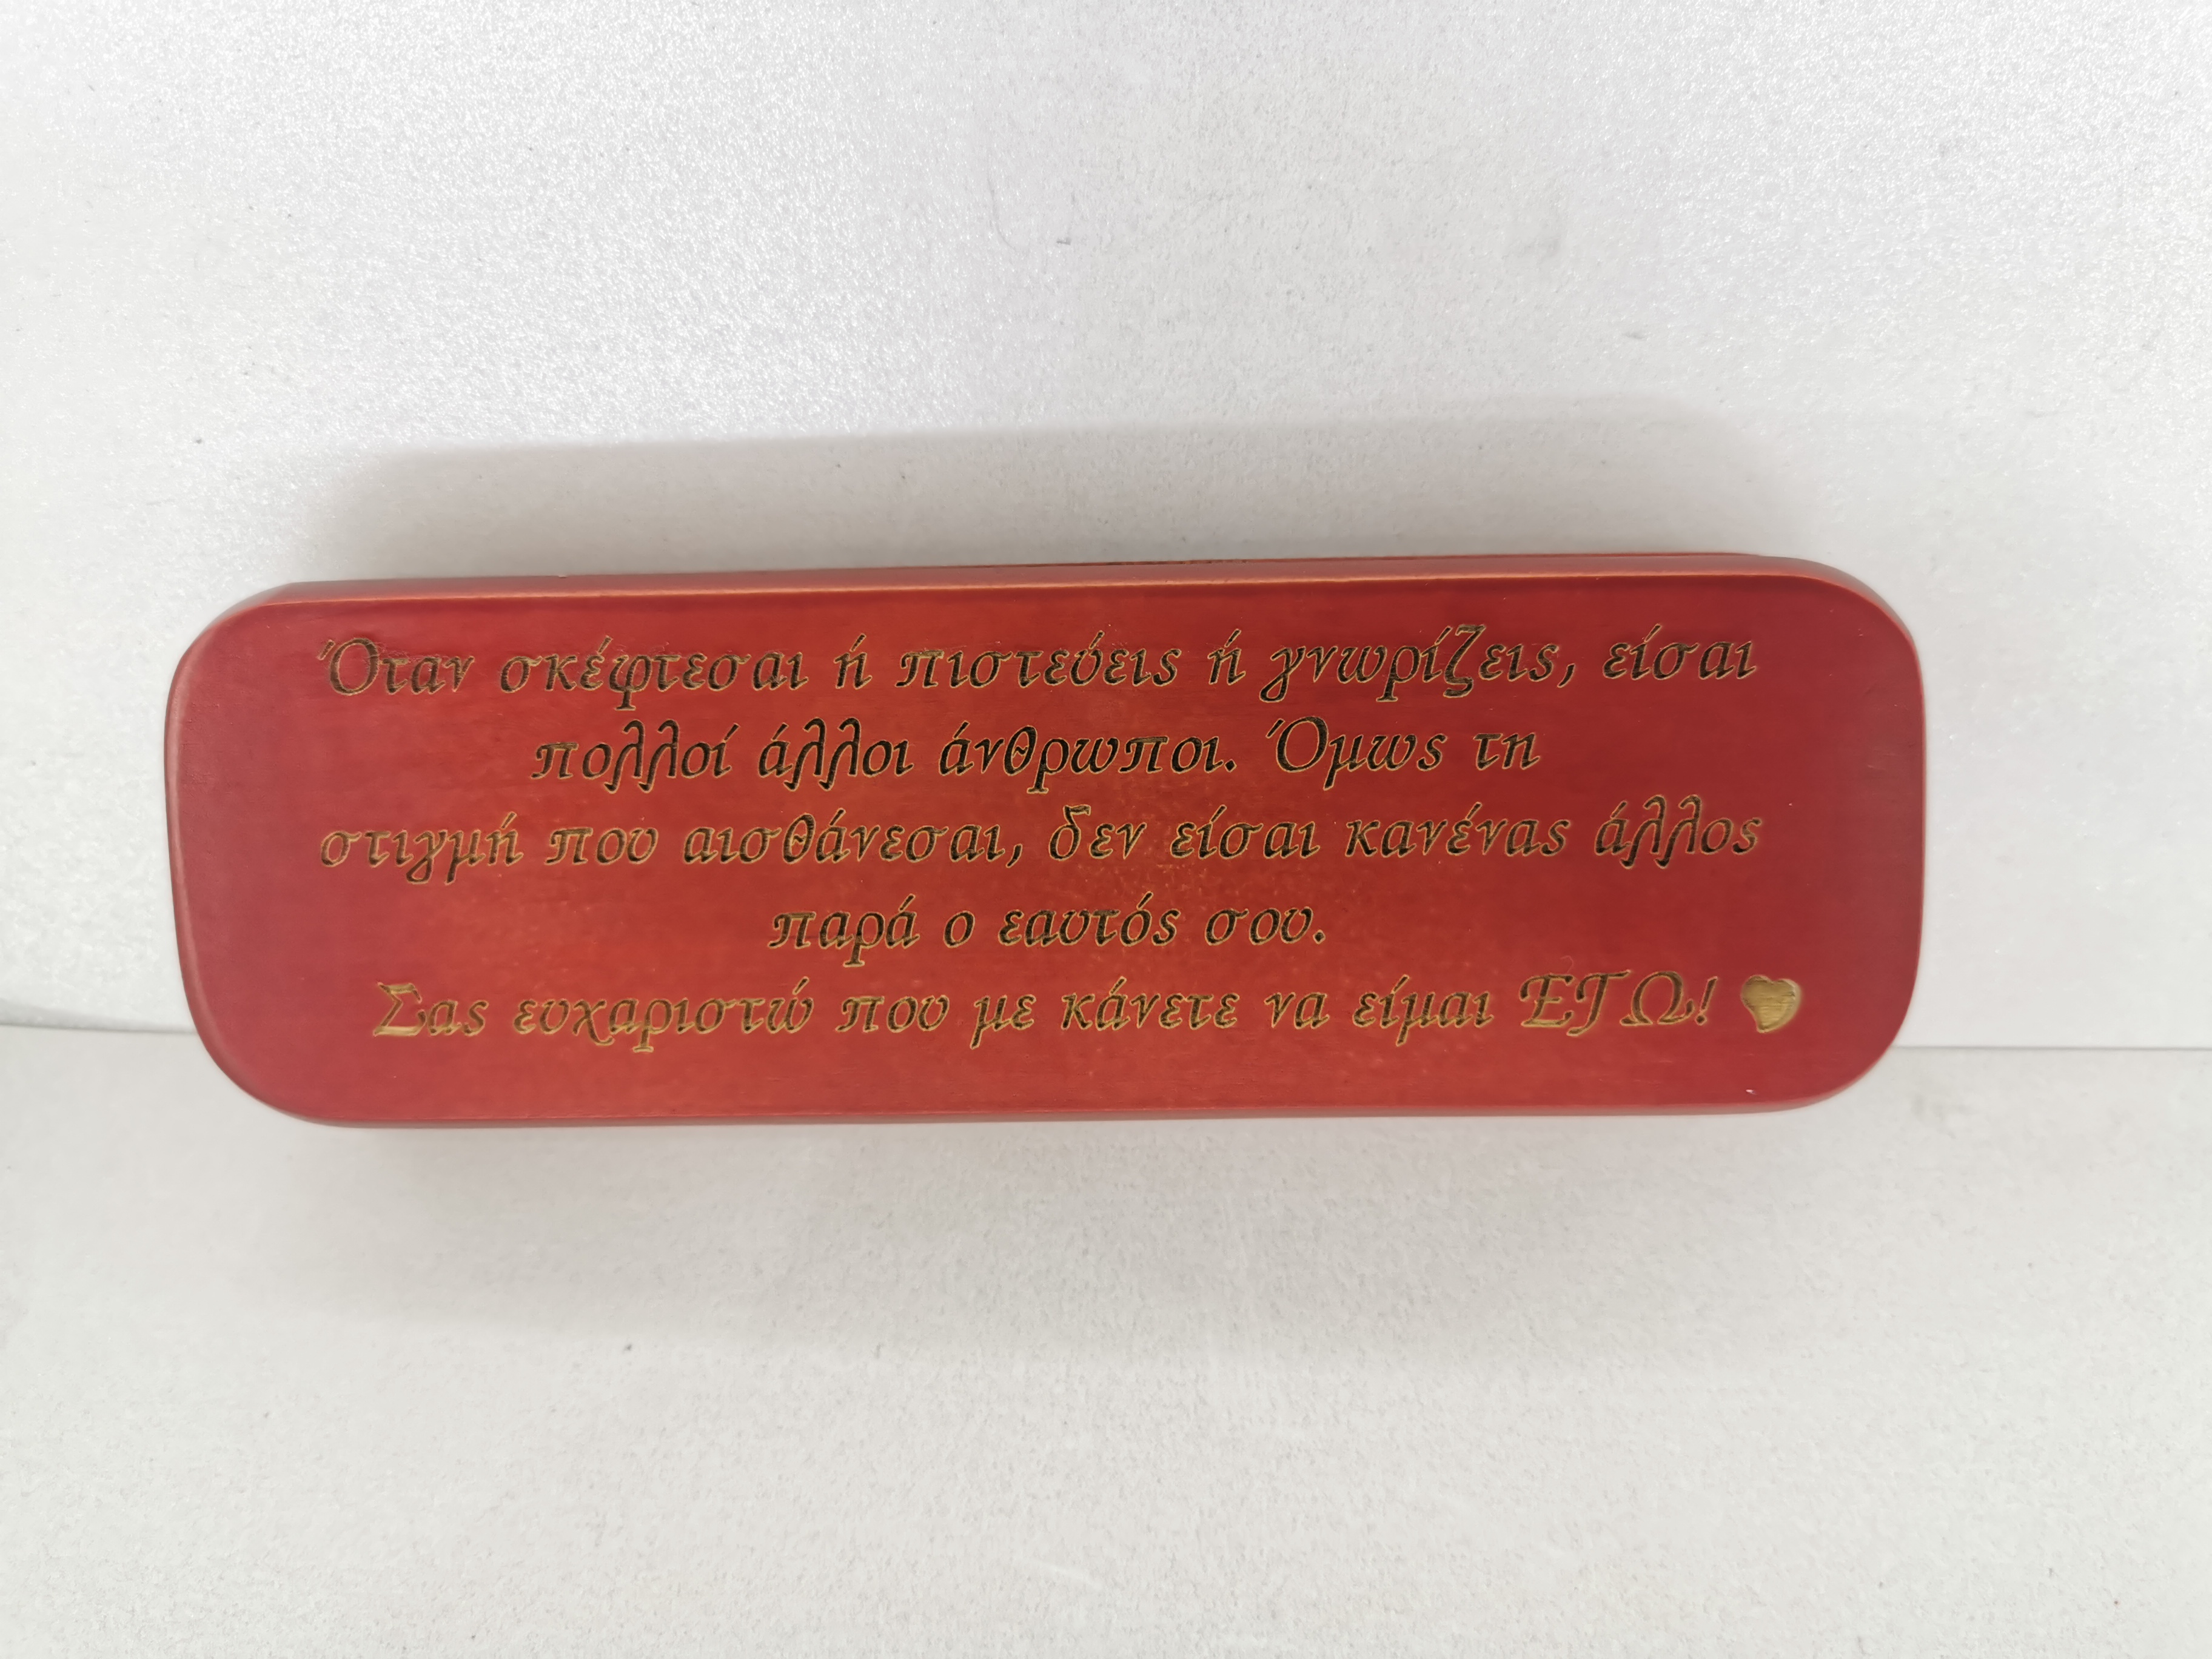 Όταν σκέφτεσαι ή πιστεύεις ή γνωρίζεις, είσαι
πολλοί άλλοι άνθρωποι. Όμως τη
στιγμή που αισθάνεσαι, δεν είσαι κανένας άλλος
παρά ο εαυτός σου.
Σας ευχαριστώ που με κάνετε να είμαι ΕΓΩ!